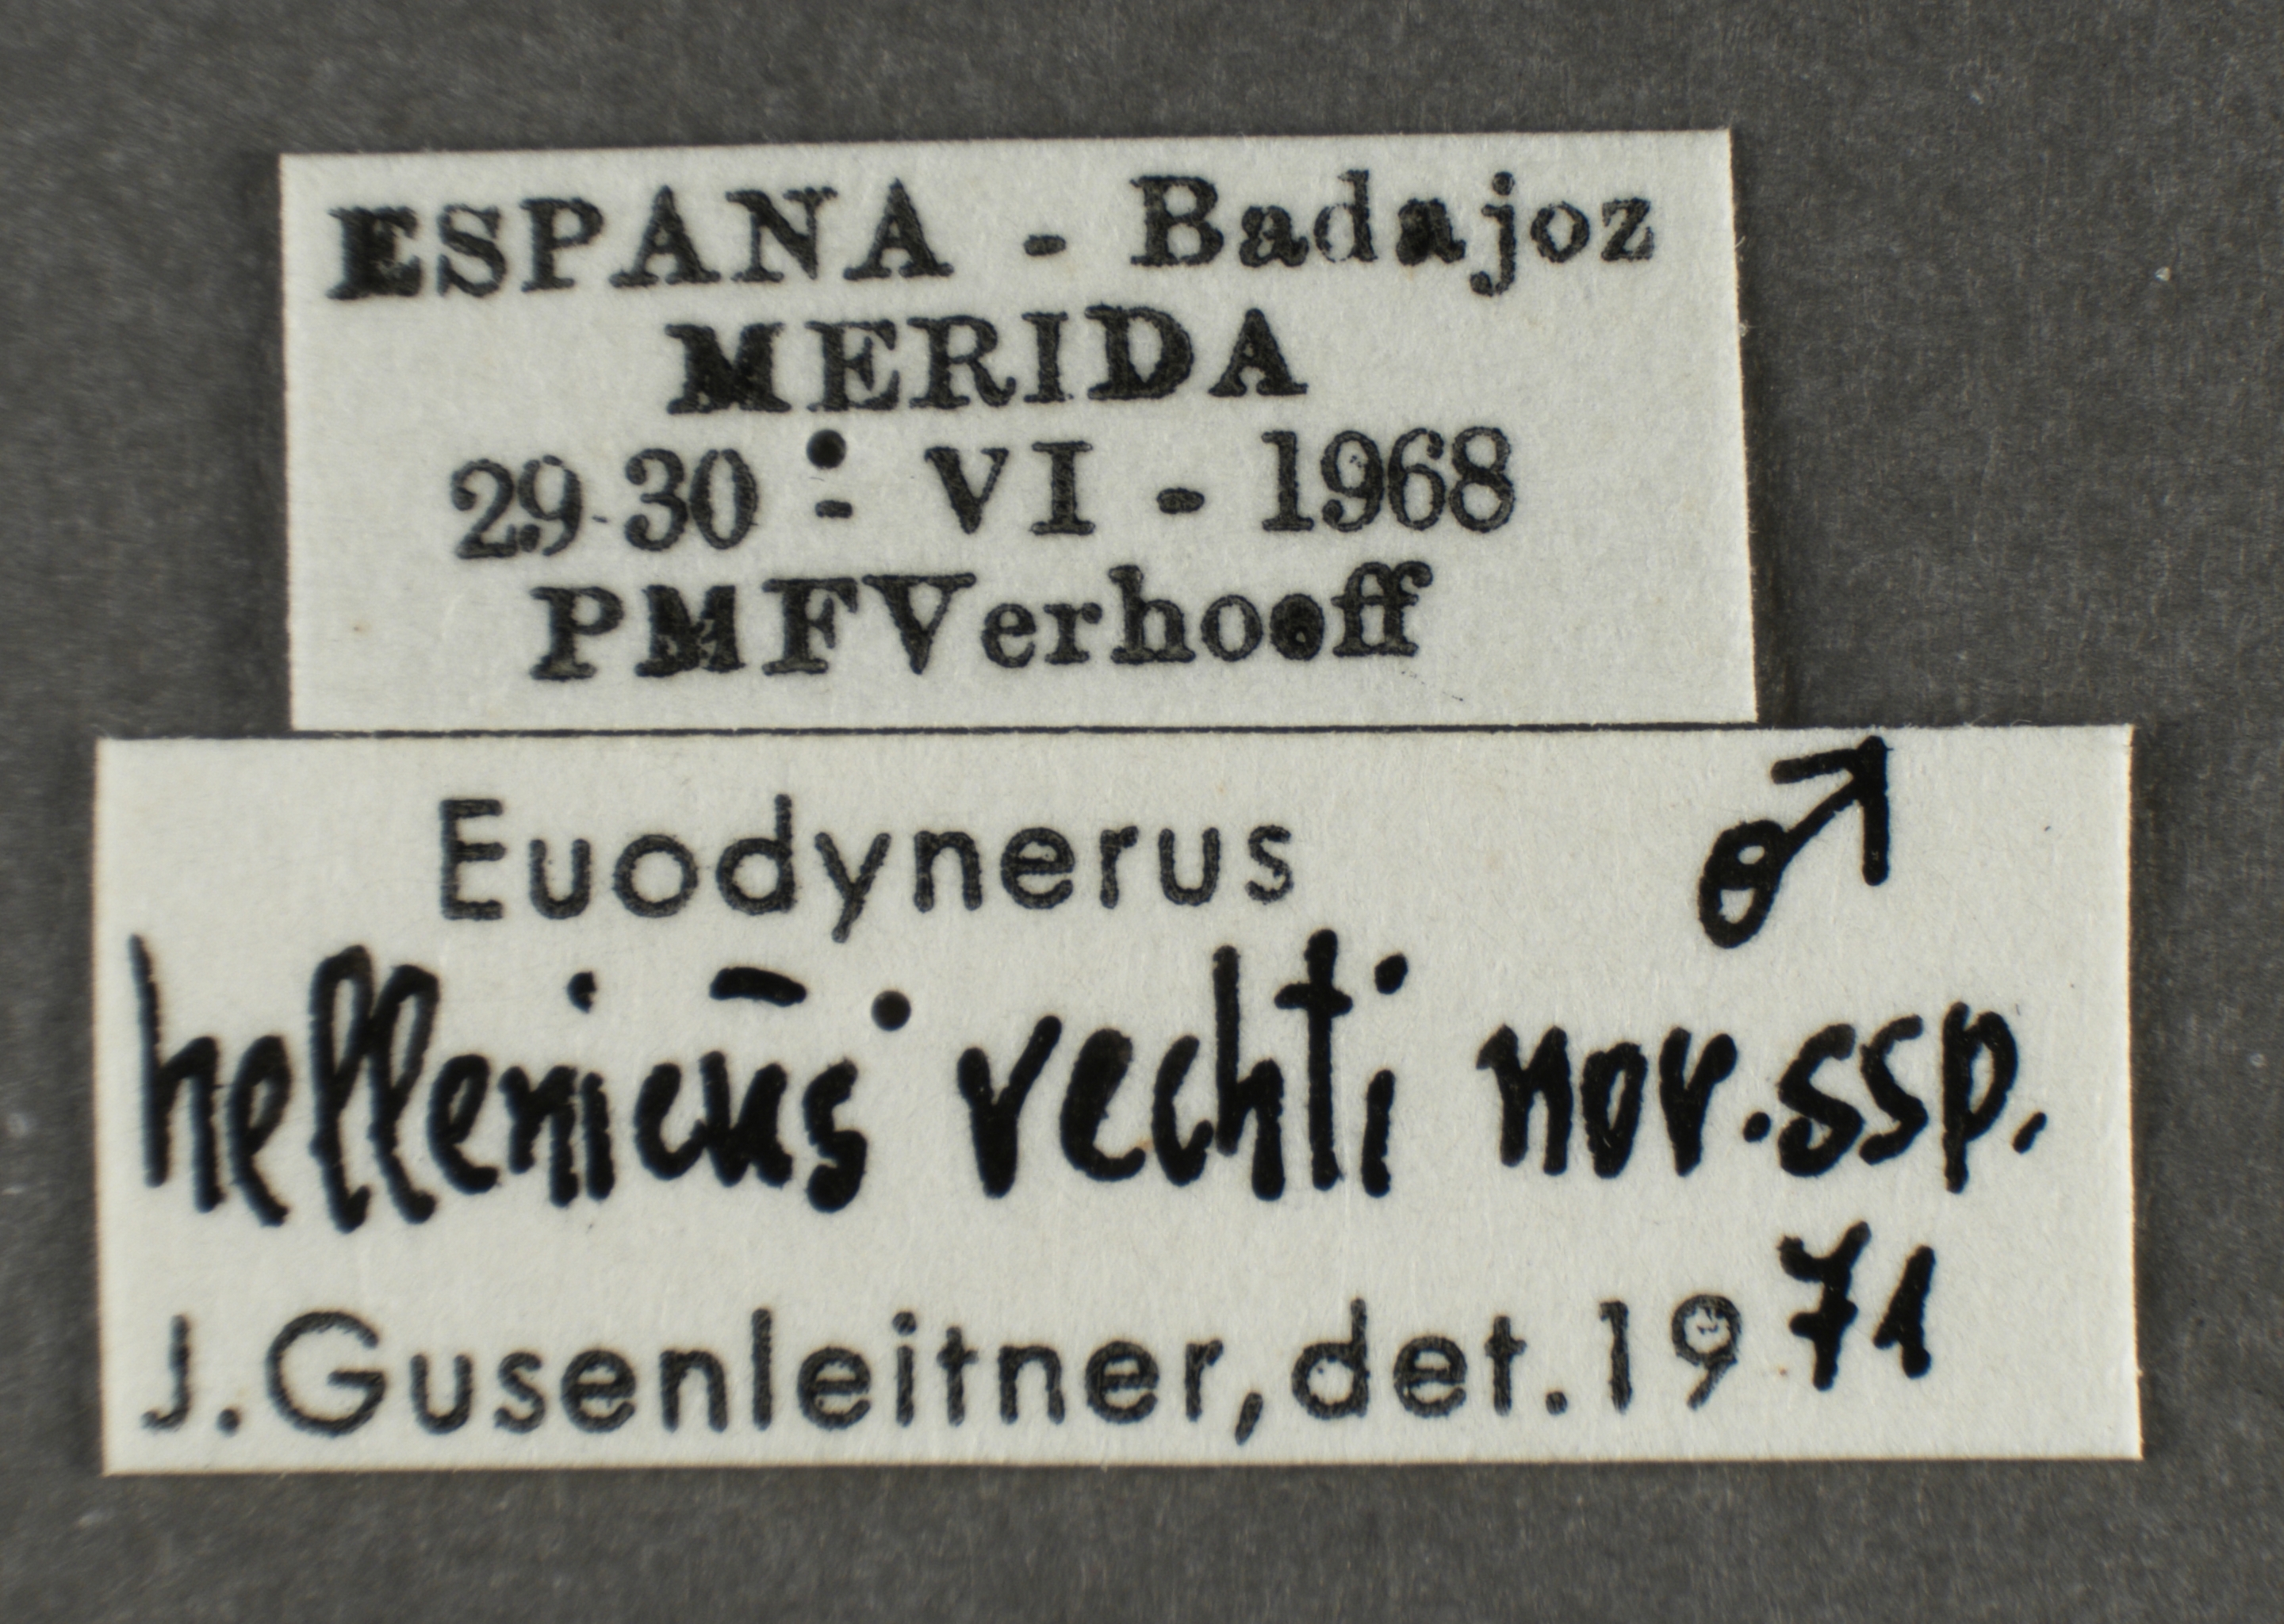 ESPANA - Badajoz
MERIDA
29-30 - VI - 1968
PMFVerhoeff
Euodynerus ♂
hellenicus vechti nov.ssp.
J.Gusenleitner,det.1971